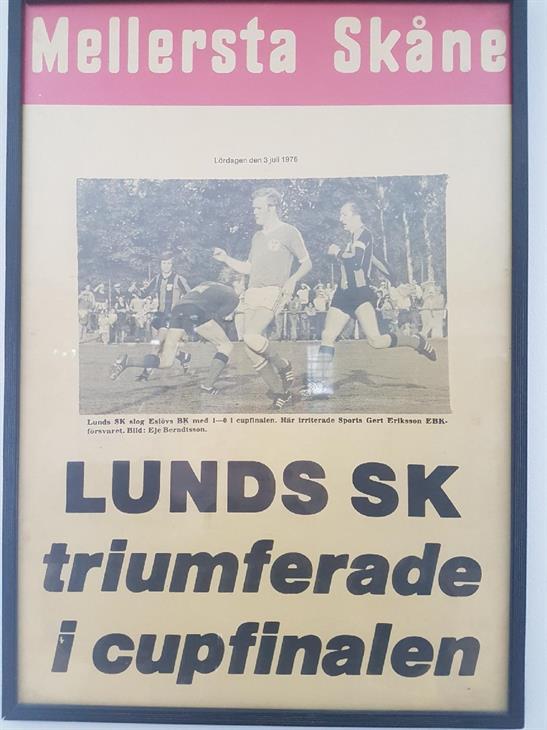 Mellersta Skåne
Lördagen den 3 juli 1976
Lunds SK slog Eslövs BK med 1—0 i cupfinalen. Här irriterade Sports Gert Eriksson EBK-
försvaret. Bild: Eje Berndtsson.
LUNDS SK
triumferade
i cupfinalen